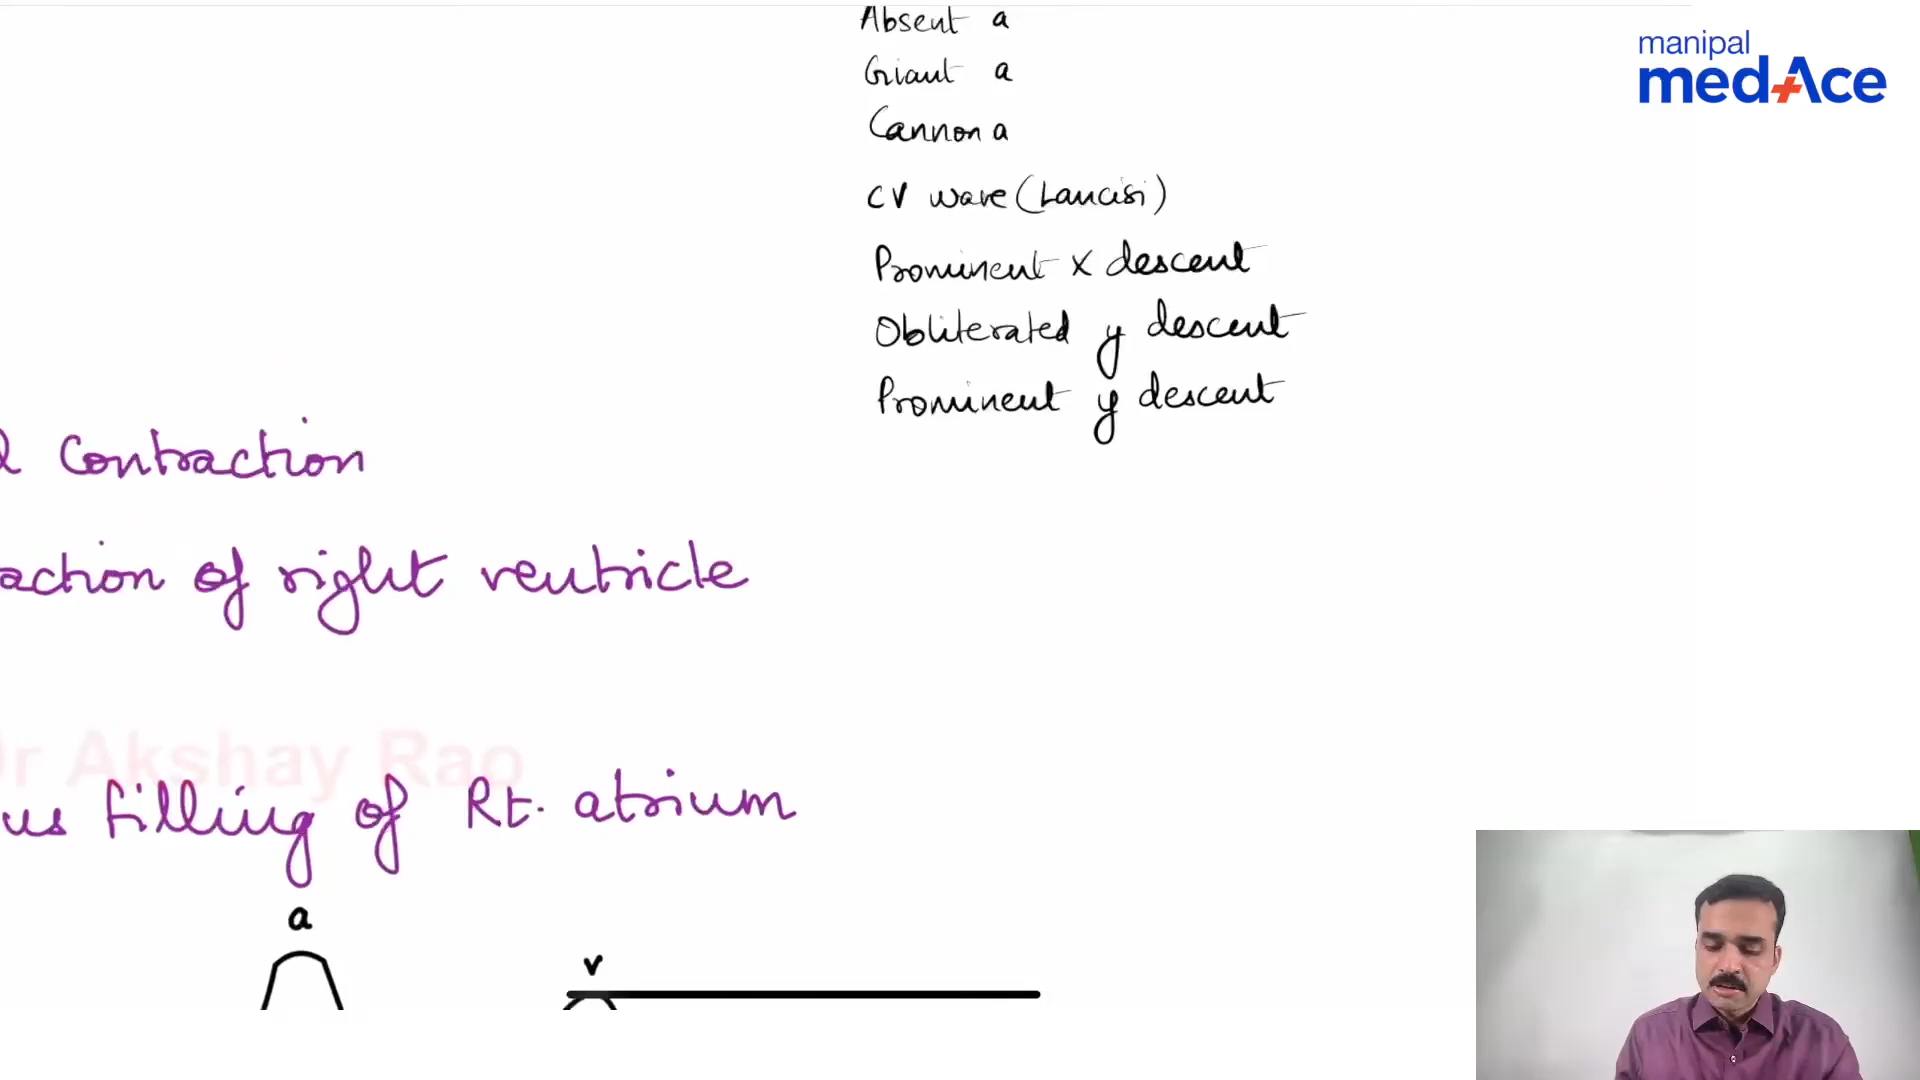 Absent a
Giant a
Cannon a
CV wave (Lancisi)
Prominent x descent
Obliterated y descent
Prominent y descent
manipal
medAce
contraction
action of right ventricle
Dr Akshay Rao
us filling of Rt. atrium
a
v